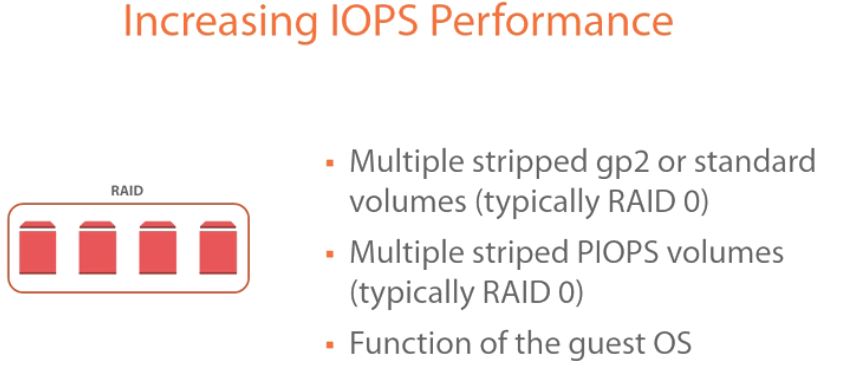 Increasing IOPS Performance
RAID
▪ Multiple stripped gp2 or standard
volumes (typically RAID 0)
▪ Multiple striped PIOPS volumes
(typically RAID 0)
▪ Function of the guest OS